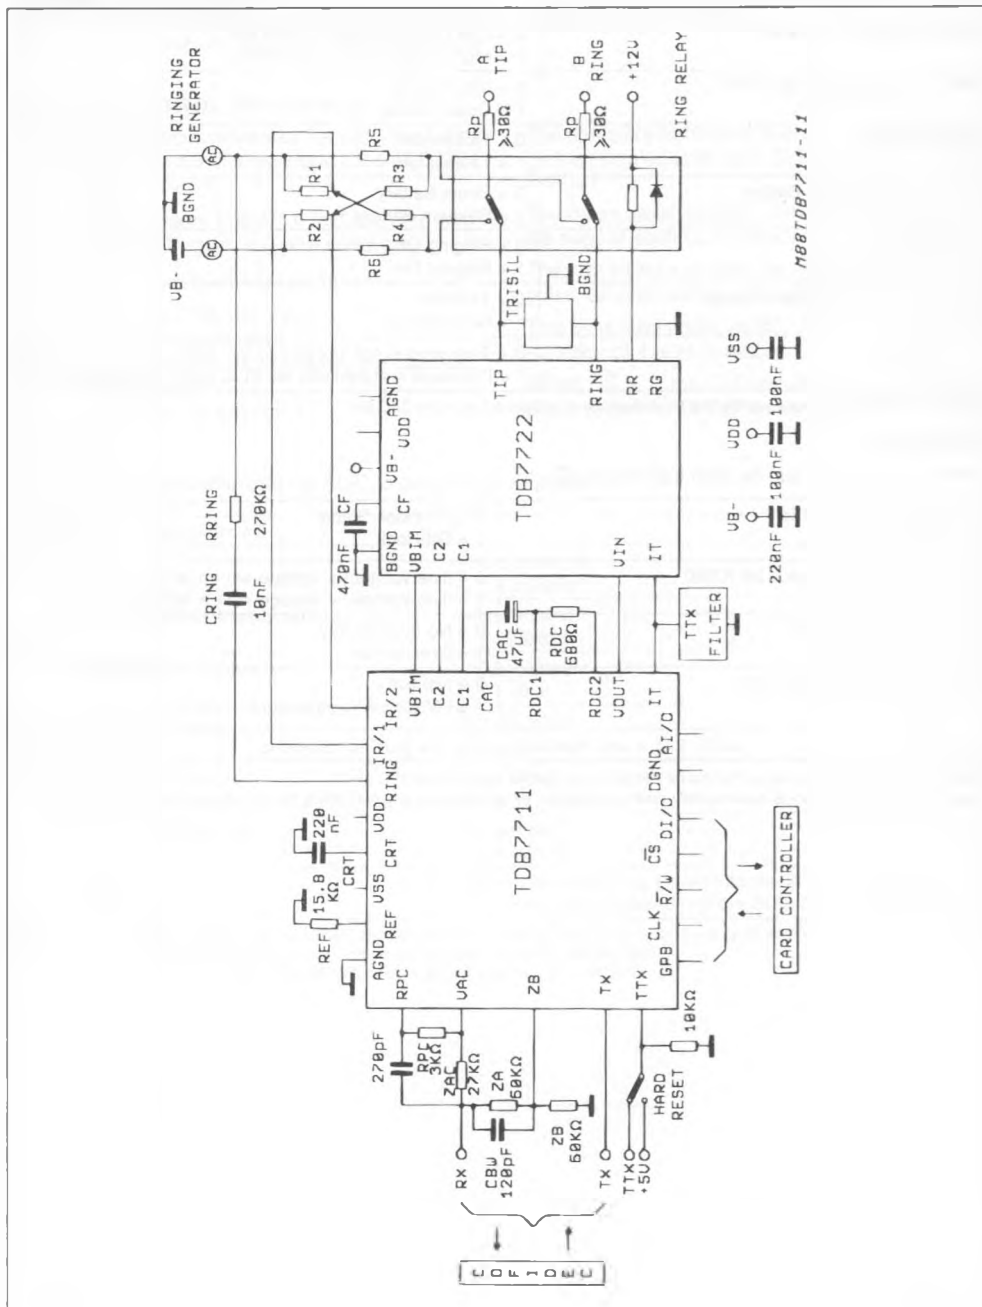 RINGING
GENERATOR
BGND
VB-
AC
AC
R1
R2
R3
R4
R5
R5
Rp
≥30Ω
A
TIP
Rp
≥30Ω
B
RING
+12V
RING RELAY
TRISIL
BGND
M88TDB7711-11
RRING
270KΩ
CRING
10nF
470nF
CF
BGND
CF
VB-
VDD
AGND
VBIM
C2
C1
VIN
IT
TDB7722
TIP
RING
RR
RG
VB-
VDD
VSS
220nF
100nF
100nF
CAC
47µF
RDC
680Ω
TTX
FILTER
REF
15.8
KΩ
CRT
220
nF
AGND
REF
VSS
CRT
VDD
RING
IR/1
IR/2
RPC
VAC
ZB
TX
TTX
TDB7711
VBIM
C2
C1
CAC
RDC1
RDC2
VOUT
IT
GPB
CLK
R/W
CS
DI/O
DGND
AI/O
CARD CONTROLLER
270pF
RPC
3KΩ
ZAC
27KΩ
ZA
60KΩ
CBW
120pF
ZB
60KΩ
RX
TX
TTX
+5V
HARD
RESET
10KΩ
COFIDEC